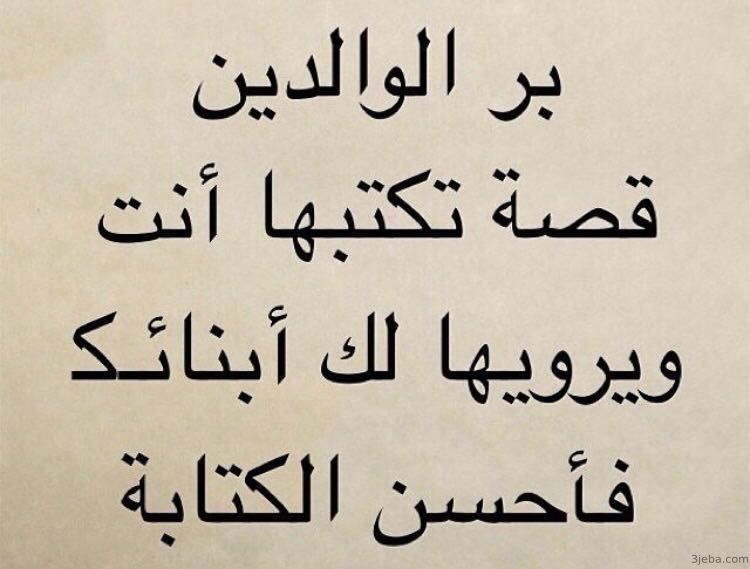 بر الوالدين
قصة تكتبها أنت
ويرويها لك أبنائـك
فأحسن الكتابة
3jeba.com